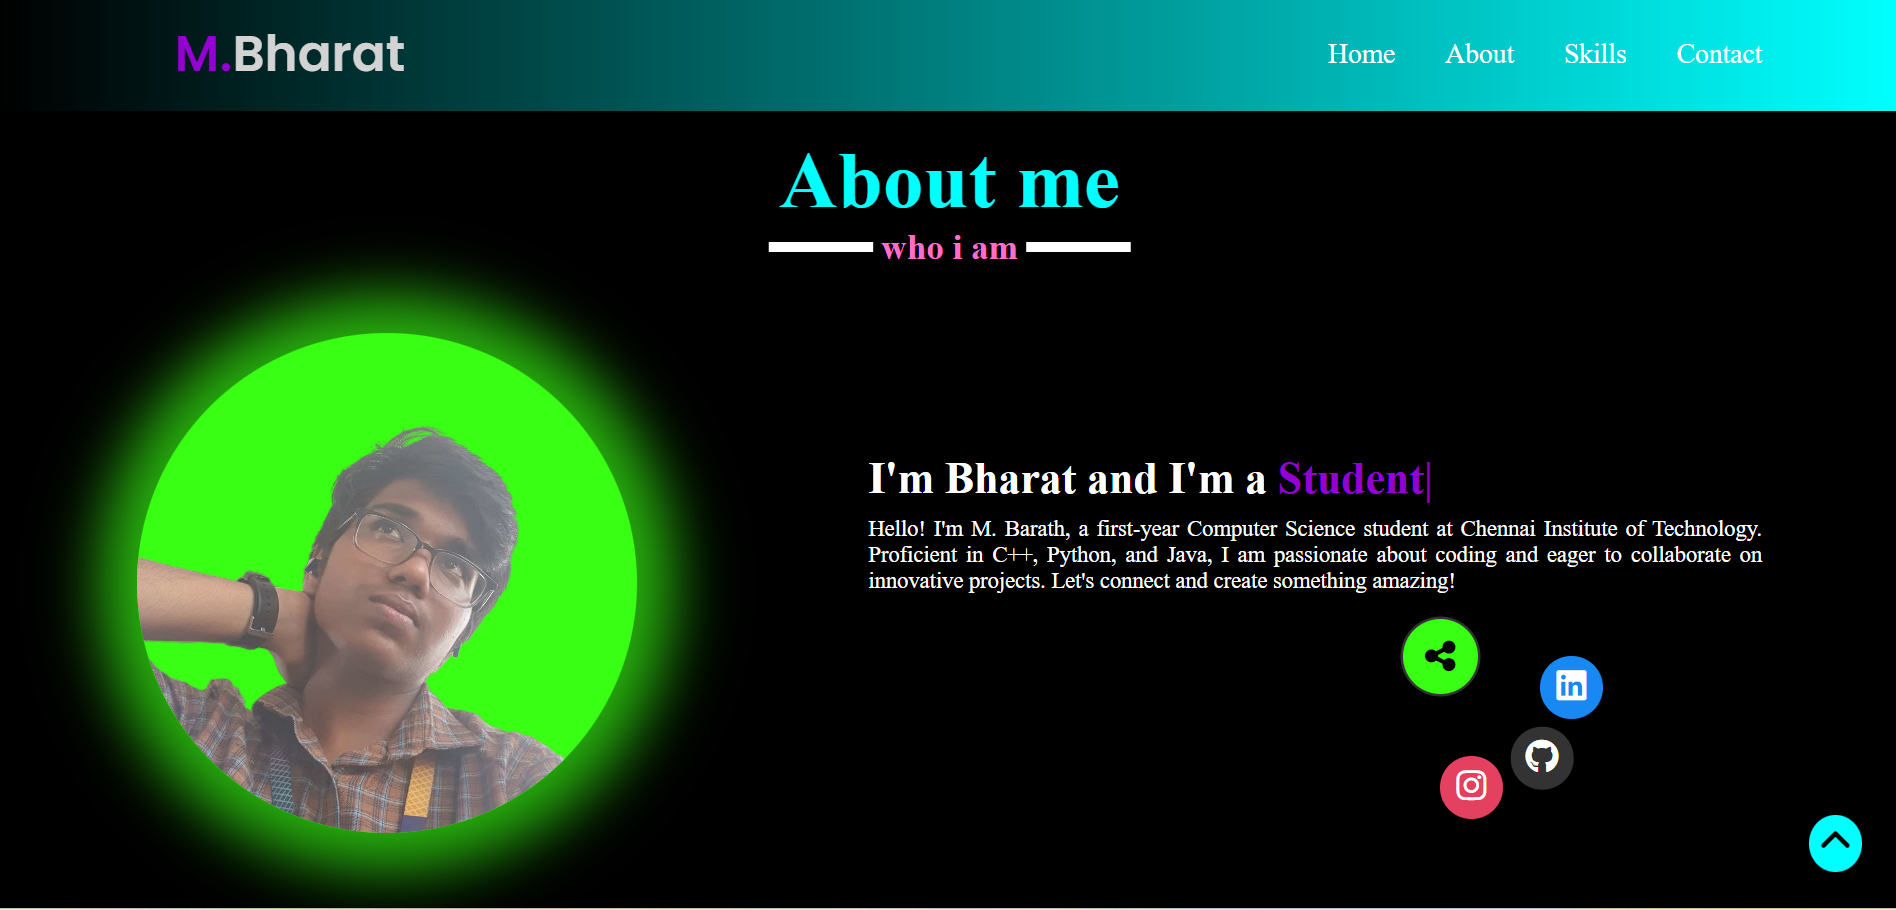 M.Bharat
Home About Skills Contact
About me
who i am
I'm Bharat and I'm a Student|
Hello! I'm M. Barath, a first-year Computer Science student at Chennai Institute of Technology.
Proficient in C++, Python, and Java, I am passionate about coding and eager to collaborate on
innovative projects. Let's connect and create something amazing!
in